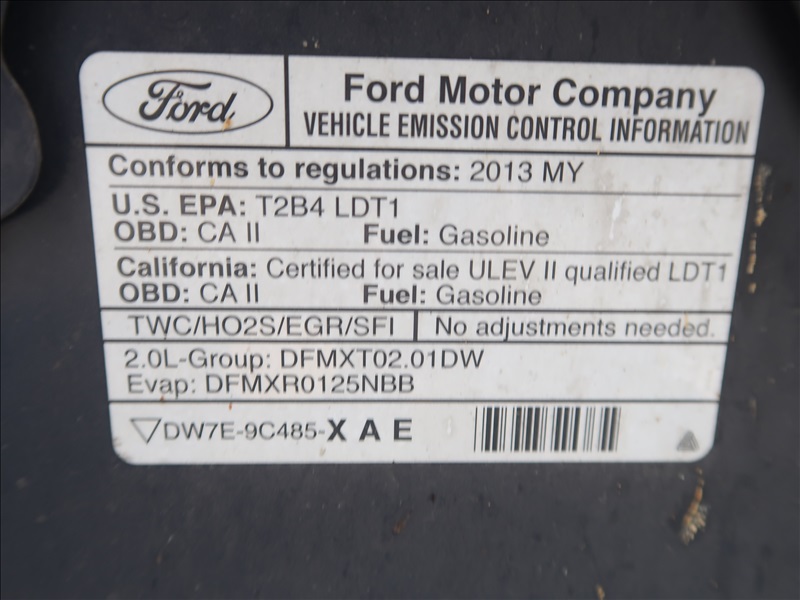 Ford
Ford Motor Company
VEHICLE EMISSION CONTROL INFORMATION
Conforms to regulations: 2013 MY
U.S. EPA: T2B4 LDT1
OBD: CA II Fuel: Gasoline
California: Certified for sale ULEV II qualified LDT1
OBD: CA II Fuel: Gasoline
TWC/HO2S/EGR/SFI No adjustments needed.
2.0L-Group: DFMXT02.01DW
Evap: DFMXR0125NBB
DW7E-9C485-X A E